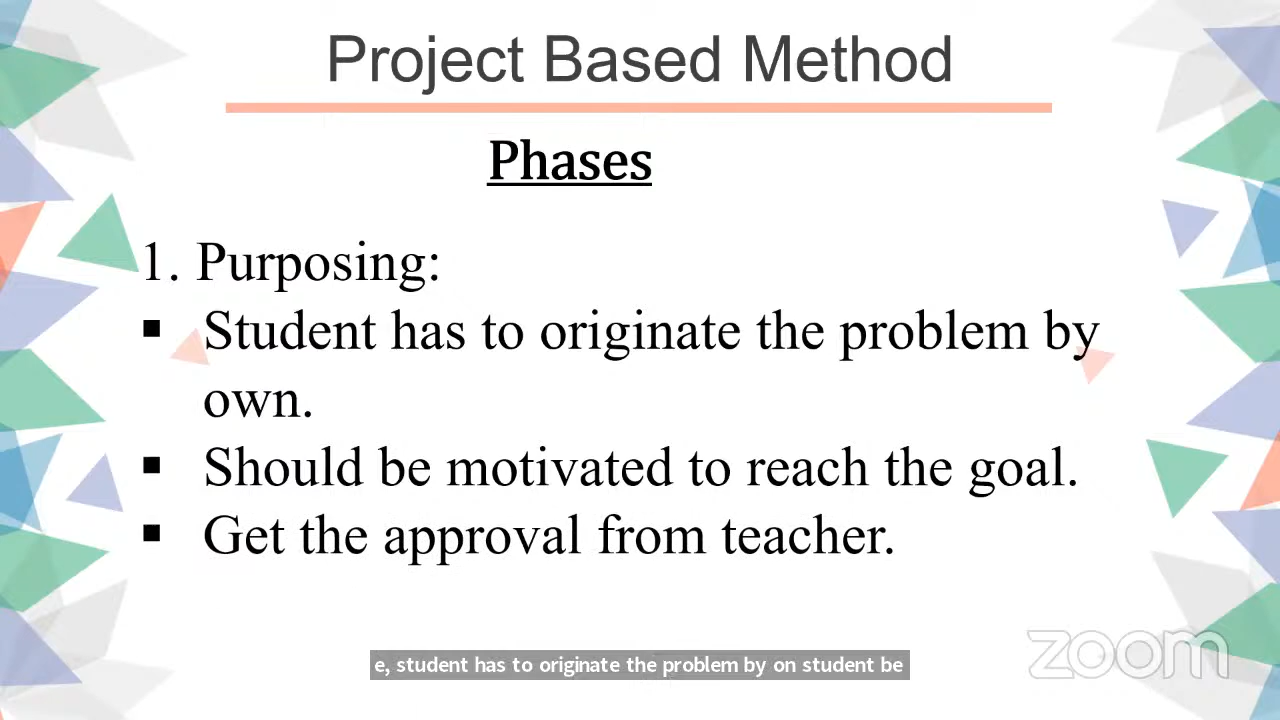 Project Based Method
Phases
1. Purposing:
▪ Student has to originate the problem by
own.
▪ Should be motivated to reach the goal.
▪ Get the approval from teacher.
zoom
e, student has to originate the problem by on student be